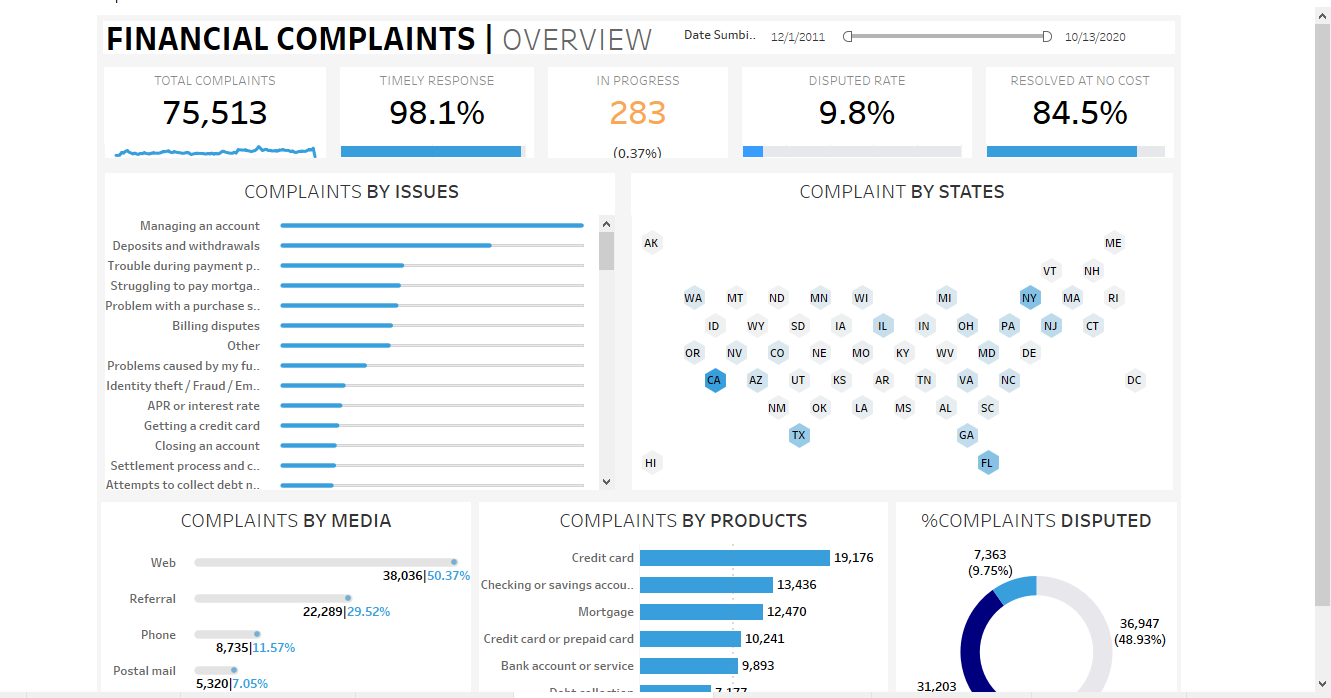 FINANCIAL COMPLAINTS | OVERVIEW
Date Sumbi.. 12/1/2011 10/13/2020
TOTAL COMPLAINTS
75,513
TIMELY RESPONSE
98.1%
IN PROGRESS
283
(0.37%)
DISPUTED RATE
9.8%
RESOLVED AT NO COST
84.5%
COMPLAINTS BY ISSUES
Managing an account
Deposits and withdrawals
Trouble during payment p..
Struggling to pay mortga..
Problem with a purchase s..
Billing disputes
Other
Problems caused by my fu..
Identity theft / Fraud / Em..
APR or interest rate
Getting a credit card
Closing an account
Settlement process and c..
Attempts to collect debt n..
COMPLAINT BY STATES
AK ME
VT NH
WA MT ND MN WI MI NY MA RI
ID WY SD IA IL IN OH PA NJ CT
OR NV CO NE MO KY WV MD DE
CA AZ UT KS AR TN VA NC DC
NM OK LA MS AL SC
TX GA
HI FL
COMPLAINTS BY MEDIA
Web
38,036|50.37%
Referral
22,289|29.52%
Phone
8,735|11.57%
Postal mail
5,320|7.05%
COMPLAINTS BY PRODUCTS
Credit card 19,176
Checking or savings accou.. 13,436
Mortgage 12,470
Credit card or prepaid card 10,241
Bank account or service 9,893
Debt collection 7,177
%COMPLAINTS DISPUTED
7,363
(9.75%)
36,947
(48.93%)
31,203